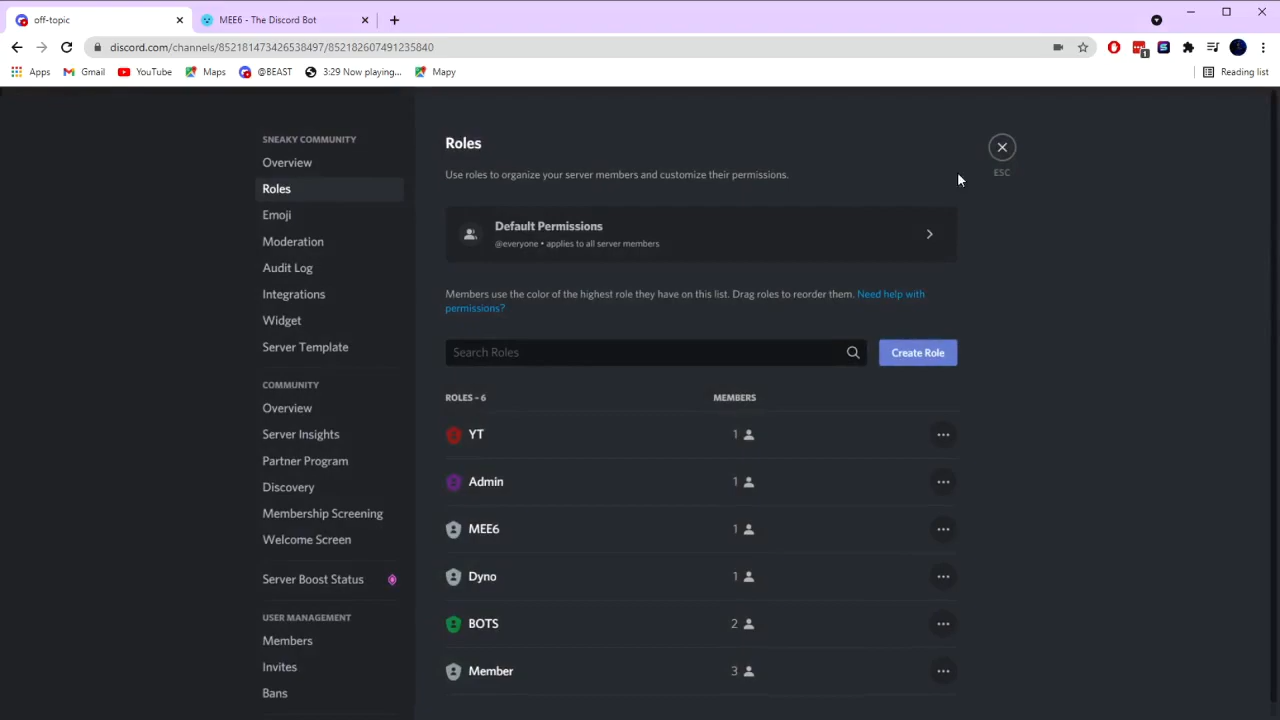 off-topic
MEE6 - The Discord Bot
discord.com/channels/852181473426538497/852182607491235840
1
Apps
Gmail
YouTube
Maps
@BEAST
3:29 Now playing...
Mapy
Reading list
SNEAKY COMMUNITY
Overview
Roles
Emoji
Moderation
Audit Log
Integrations
Widget
Server Template
COMMUNITY
Overview
Server Insights
Partner Program
Discovery
Membership Screening
Welcome Screen
Server Boost Status
USER MANAGEMENT
Members
Invites
Bans
Roles
ESC
Use roles to organize your server members and customize their permissions.
Default Permissions
@everyone • applies to all server members
Members use the color of the highest role they have on this list. Drag roles to reorder them. Need help with
permissions?
Search Roles
Create Role
ROLES - 6 MEMBERS
YT 1
Admin 1
MEE6 1
Dyno 1
BOTS 2
Member 3